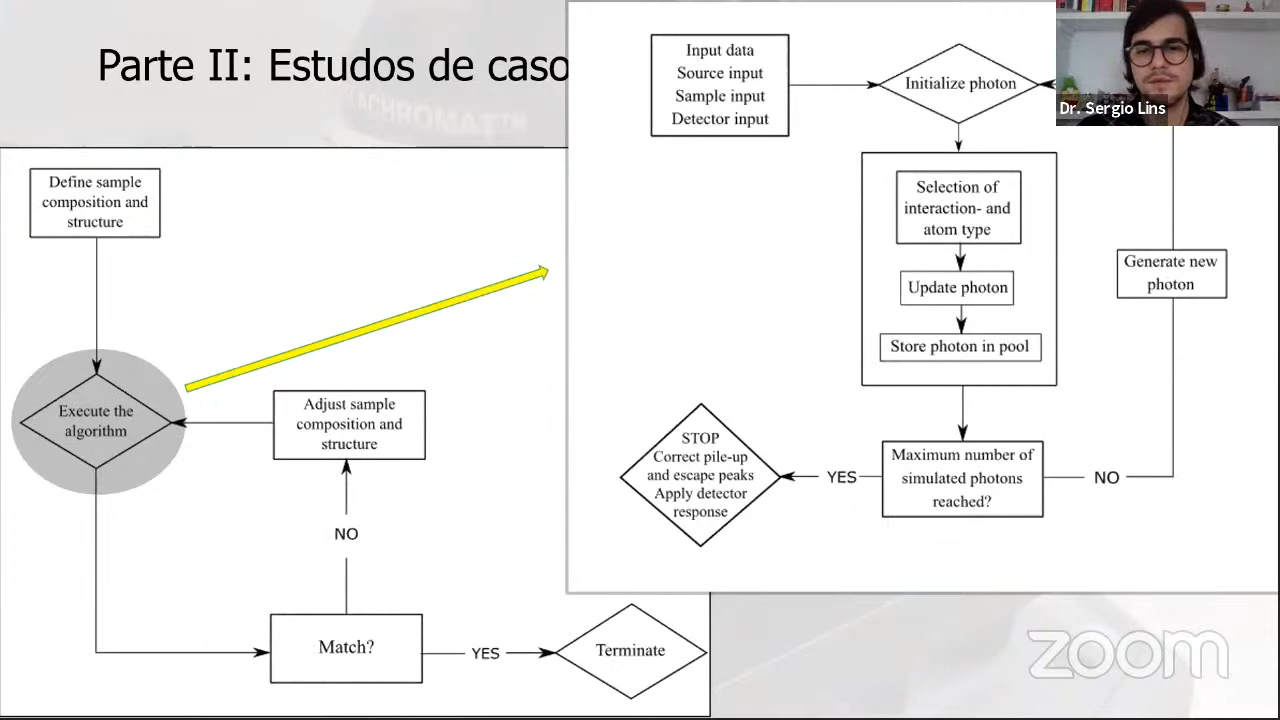 Parte II: Estudos de caso
ACHROMAT™
Define sample
composition and
structure
Execute the
algorithm
Adjust sample
composition and
structure
NO
Match?
YES
Terminate
Input data
Source input
Sample input
Detector input
Initialize photon
Selection of
interaction- and
atom type
Update photon
Store photon in pool
Generate new
photon
Maximum number of
simulated photons
reached?
NO
YES
STOP
Correct pile-up
and escape peaks
Apply detector
response
Dr. Sergio Lins
zoom